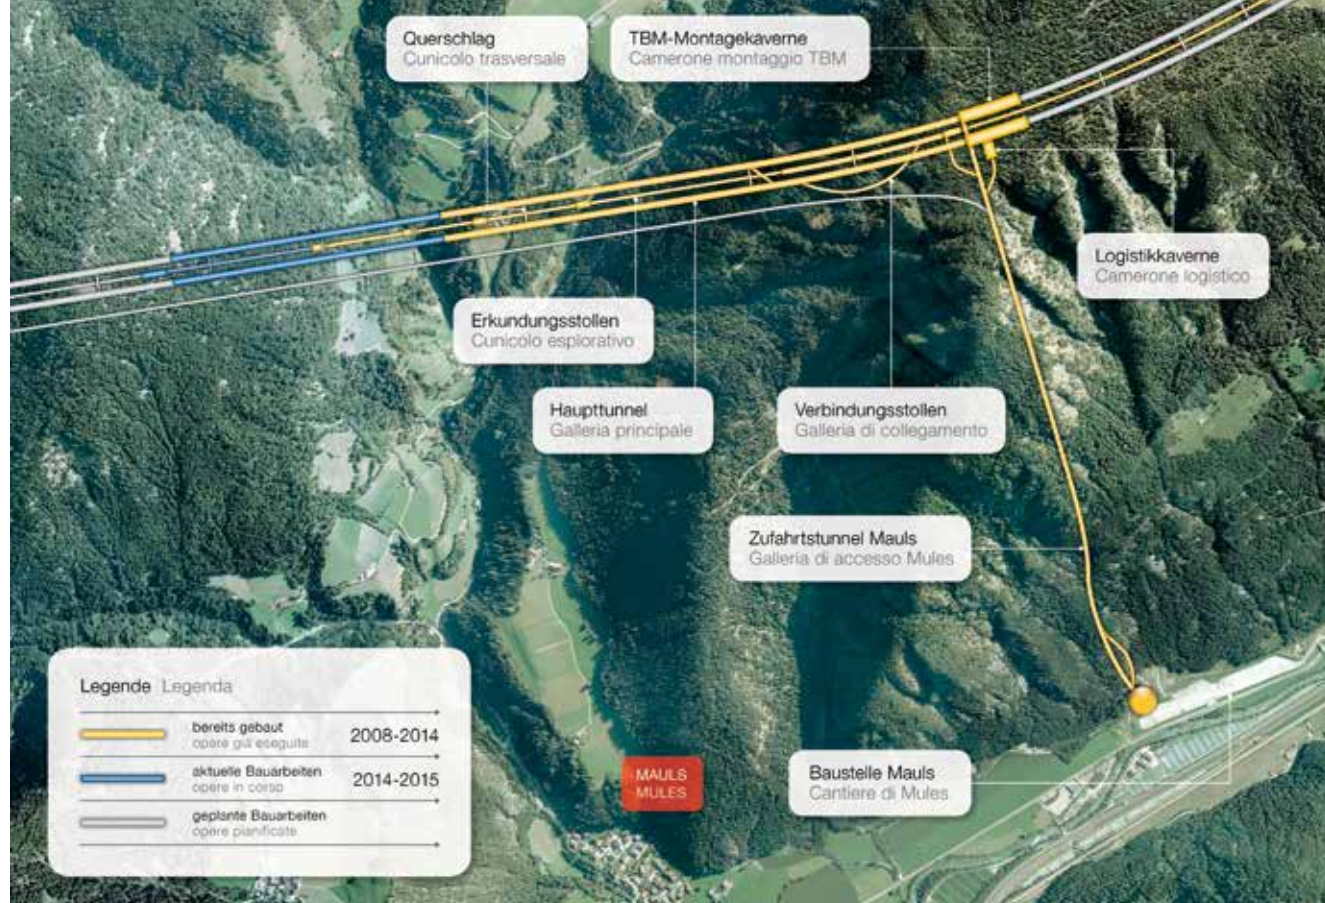 Querschlag
Cunicolo trasversale
TBM-Montagekaverne
Camerone montaggio TBM
Logistikkaverne
Camerone logistico
Erkundungsstollen
Cunicolo esplorativo
Haupttunnel
Galleria principale
Verbindungsstollen
Galleria di collegamento
Zufahrtstunnel Mauls
Galleria di accesso Mules
Legende Legenda
bereits gebaut
opere già eseguite
2008-2014
aktuelle Bauarbeiten
opere in corso
2014-2015
geplante Bauarbeiten
opere pianificate
MAULS
MULES
Baustelle Mauls
Cantiere di Mules